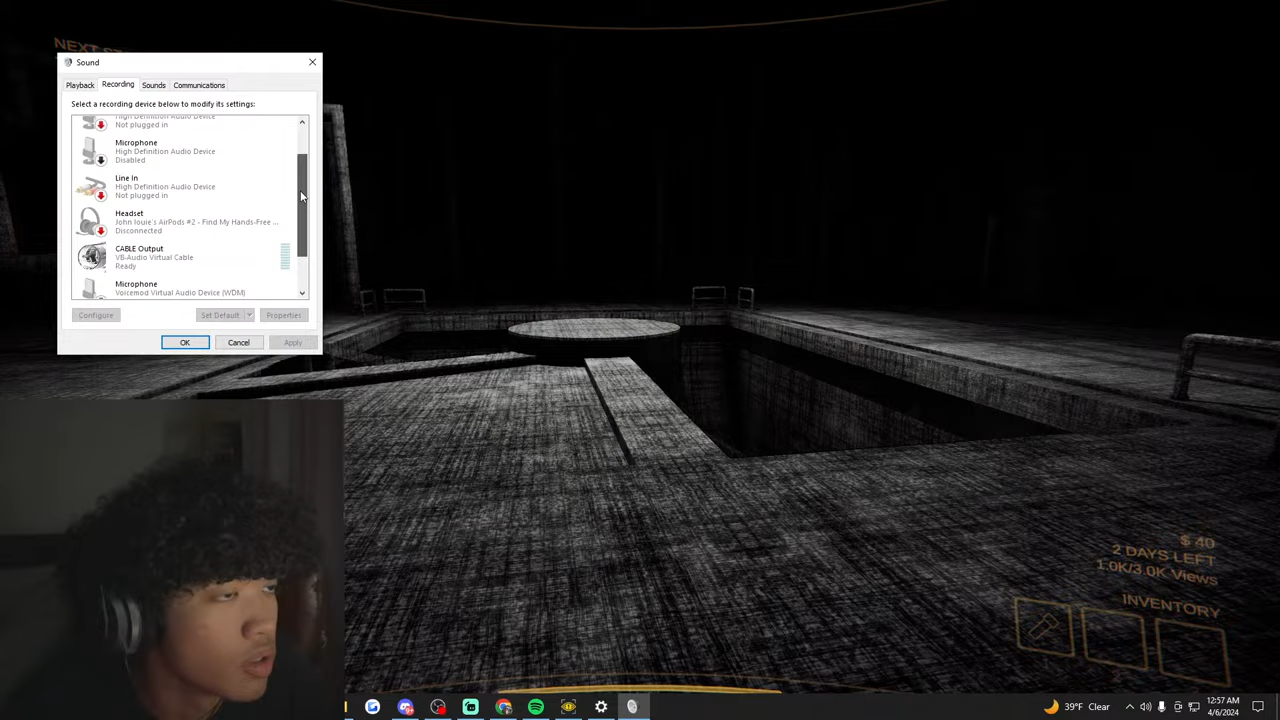 NEXT ST
Sound
Playback
Recording
Sounds
Communications
Select a recording device below to modify its settings:
High Definition Audio Device
Not plugged in
Microphone
High Definition Audio Device
Disabled
Line In
High Definition Audio Device
Not plugged in
Headset
John louie's AirPods #2 - Find My Hands-Free ...
Disconnected
CABLE Output
VB-Audio Virtual Cable
Ready
Microphone
Voicemod Virtual Audio Device (WDM)
Configure
Set Default
Properties
OK
Cancel
Apply
$ 40
2 DAYS LEFT
1.0K/3.0K Views
INVENTORY
39°F Clear
12:57 AM
4/6/2024